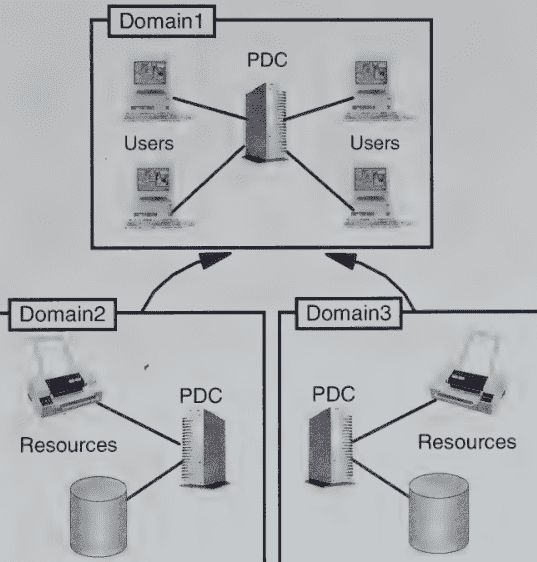 Domain1
PDC
Users
Users
Domain2
PDC
Resources
Domain3
PDC
Resources